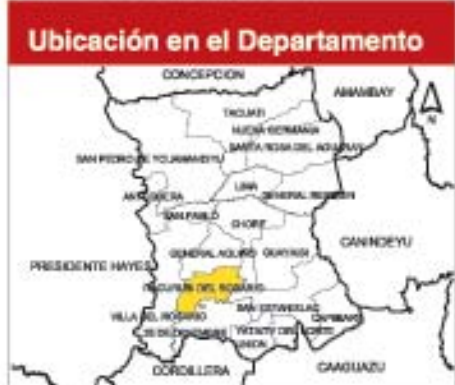 Ubicación en el Departamento
CONCEPCION
AMAMBAY
N
TACUATI
NUEVA GERMANIA
SANTA ROSA DEL AGUARAY
SAN PEDRO DE YCUAMANDYU
LIMA
ANTEQUERA
GENERAL RESQUIN
SAN PABLO
CHORE
CANINDEYU
GENERAL AQUINO
GUAYAIBI
PRESIDENTE HAYES
ITACURUBI DEL ROSARIO
SAN ESTANISLAO
VILLA DEL ROSARIO
CAPIIBARY
25 DE DICIEMBRE
YATAITY DEL NORTE
UNION
CORDILLERA
CAAGUAZU